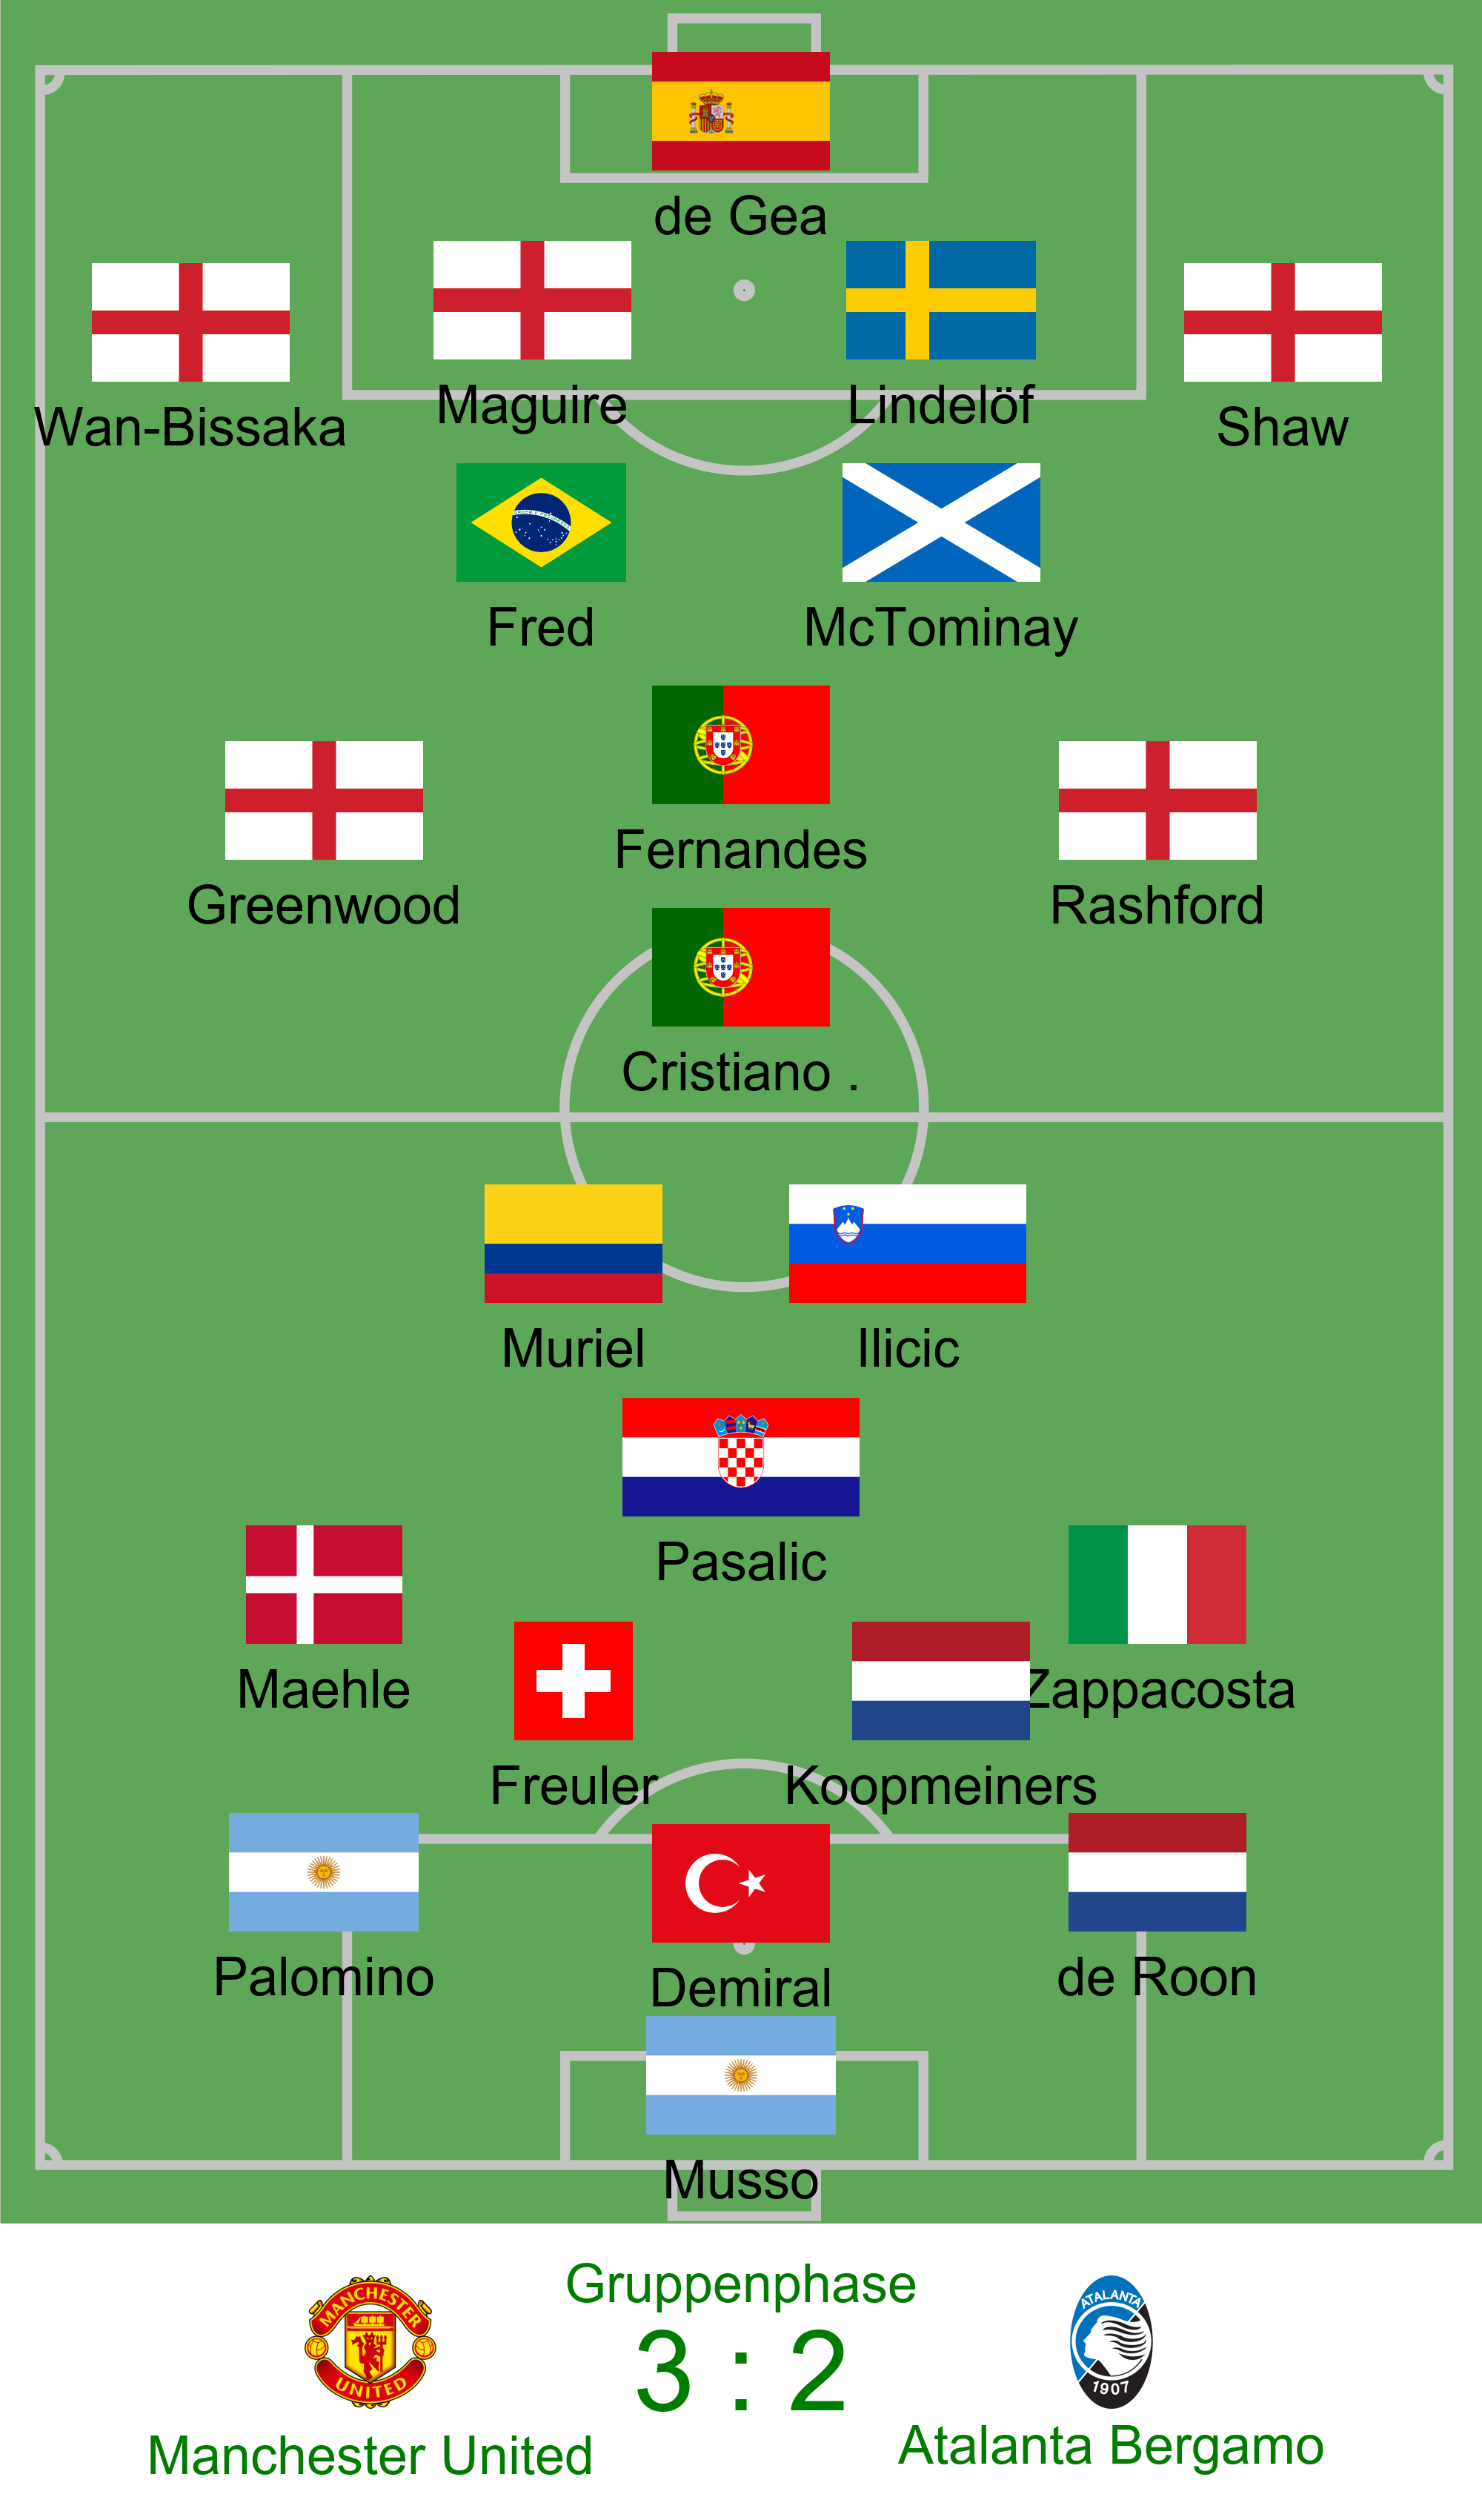 de Gea
Maguire
Lindelöf
Wan-Bissaka
Shaw
Fred
McTominay
Fernandes
Greenwood
Rashford
Cristiano .
Muriel
Ilicic
Pasalic
Maehle
Zappacosta
Freuler
Koopmeiners
Palomino
Demiral
de Roon
Musso
Gruppenphase
3 : 2
MANCHESTER
UNITED
ATALANTA
1907
Manchester United
Atalanta Bergamo